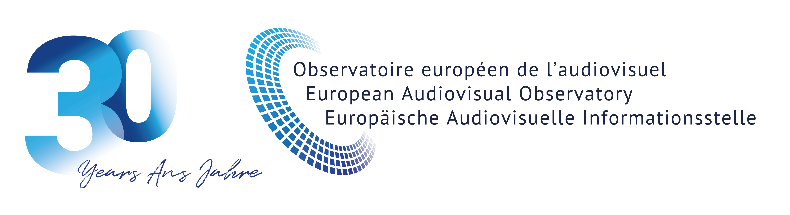 30
Years Ans Jahre
Observatoire européen de l'audiovisuel
European Audiovisual Observatory
Europäische Audiovisuelle Informationsstelle